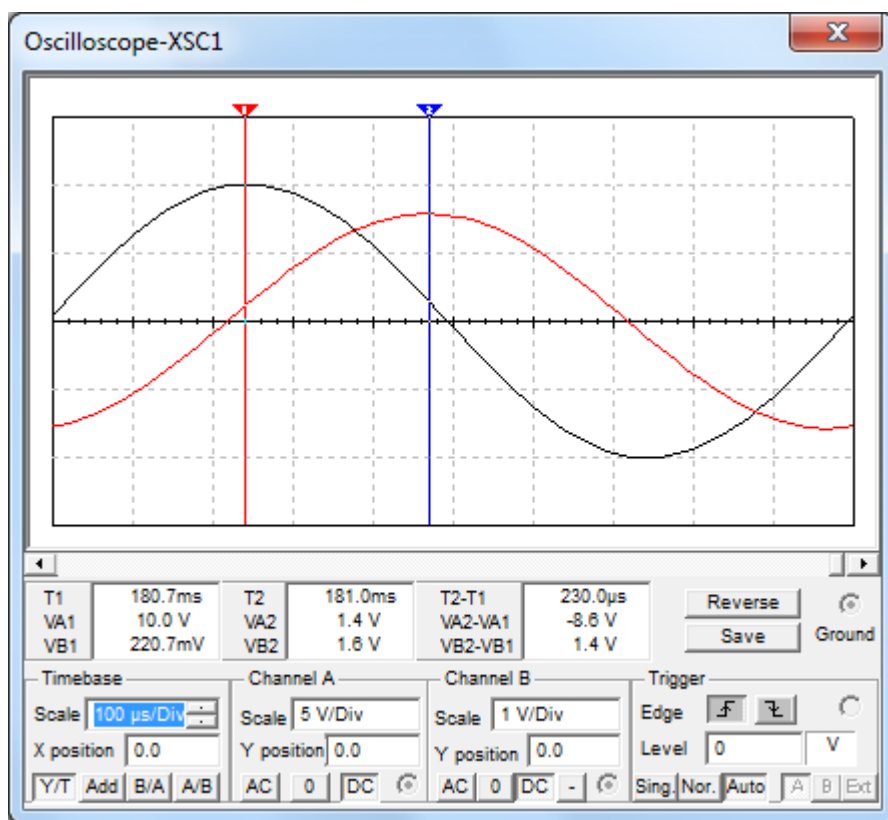 Oscilloscope-XSC1
1 2
T1 180.7ms T2 181.0ms T2-T1 230.0µs Reverse
VA1 10.0 V VA2 1.4 V VA2-VA1 -8.6 V
VB1 220.7mV VB2 1.6 V VB2-VB1 1.4 V Save Ground
Timebase Channel A Channel B Trigger
Scale 100 µs/Div Scale 5 V/Div Scale 1 V/Div Edge
X position 0.0 Y position 0.0 Y position 0.0 Level 0 V
Y/T Add B/A A/B AC 0 DC AC 0 DC - Sing. Nor. Auto A B Ext